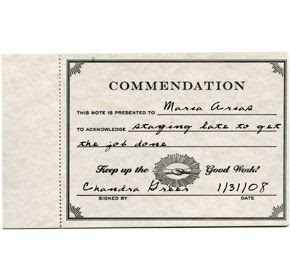 COMMENDATION
THIS NOTE IS PRESENTED TO Maria Arias
TO ACKNOWLEDGE staying late to get
the job done
Keep up the Good Work!
Chandra Greer 1/31/08
SIGNED BY DATE